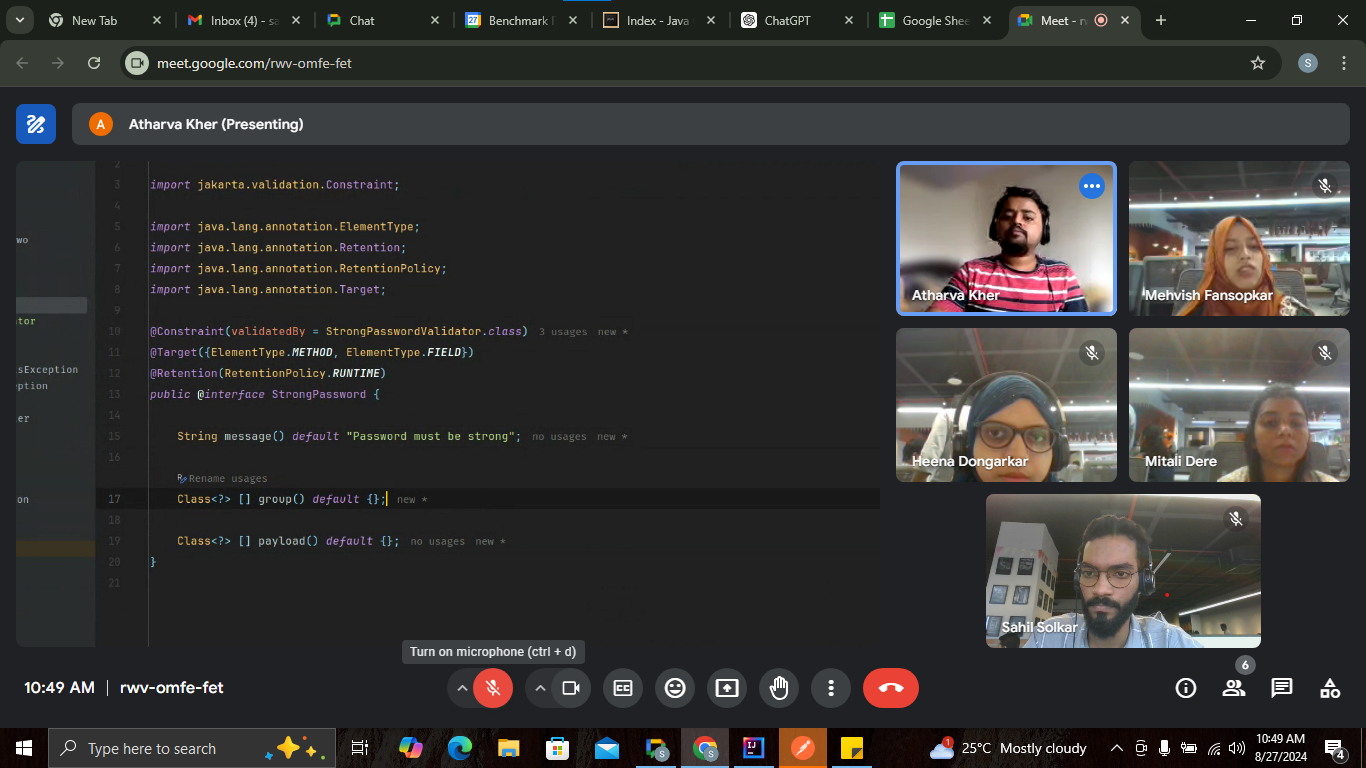 New Tab
Inbox (4) - sa
Chat
27
Benchmark
Index - Java
ChatGPT
Google Shee
Meet - r
meet.google.com/rwv-omfe-fet
S
A
Atharva Kher (Presenting)
wo
tor
sException
eption
er
on
2
3 import jakarta.validation.Constraint;
4
5 import java.lang.annotation.ElementType;
6 import java.lang.annotation.Retention;
7 import java.lang.annotation.RetentionPolicy;
8 import java.lang.annotation.Target;
9
10 @Constraint(validatedBy = StrongPasswordValidator.class) 3 usages new *
11 @Target({ElementType.METHOD, ElementType.FIELD})
12 @Retention(RetentionPolicy.RUNTIME)
13 public @interface StrongPassword {
14
15 String message() default "Password must be strong"; no usages new *
16
Rename usages
17 Class<?> [] group() default {}; new *
18
19 Class<?> [] payload() default {}; no usages new *
20 }
21
Atharva Kher
Mehvish Fansopkar
Heena Dongarkar
Mitali Dere
Sahil Solkar
Turn on microphone (ctrl + d)
10:49 AM | rwv-omfe-fet
6
Type here to search
S
S
IJ
1
25°C Mostly cloudy
10:49 AM
8/27/2024
4